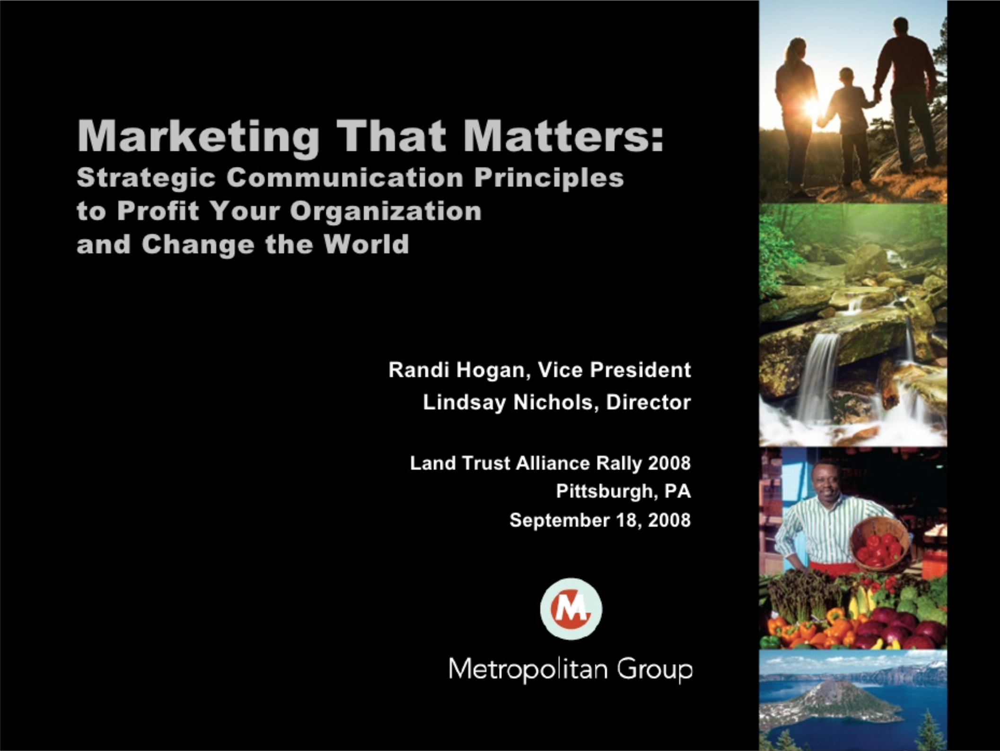 Marketing That Matters:
Strategic Communication Principles
to Profit Your Organization
and Change the World
Randi Hogan, Vice President
Lindsay Nichols, Director
Land Trust Alliance Rally 2008
Pittsburgh, PA
September 18, 2008
M
Metropolitan Group